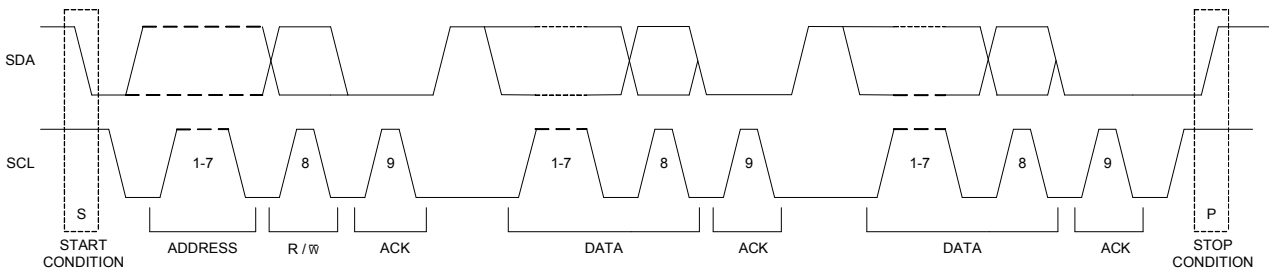 SDA
SCL
1-7
8
9
1-7
8
9
1-7
8
9
S
P
START
CONDITION
ADDRESS
R / W̅
ACK
DATA
ACK
DATA
ACK
STOP
CONDITION